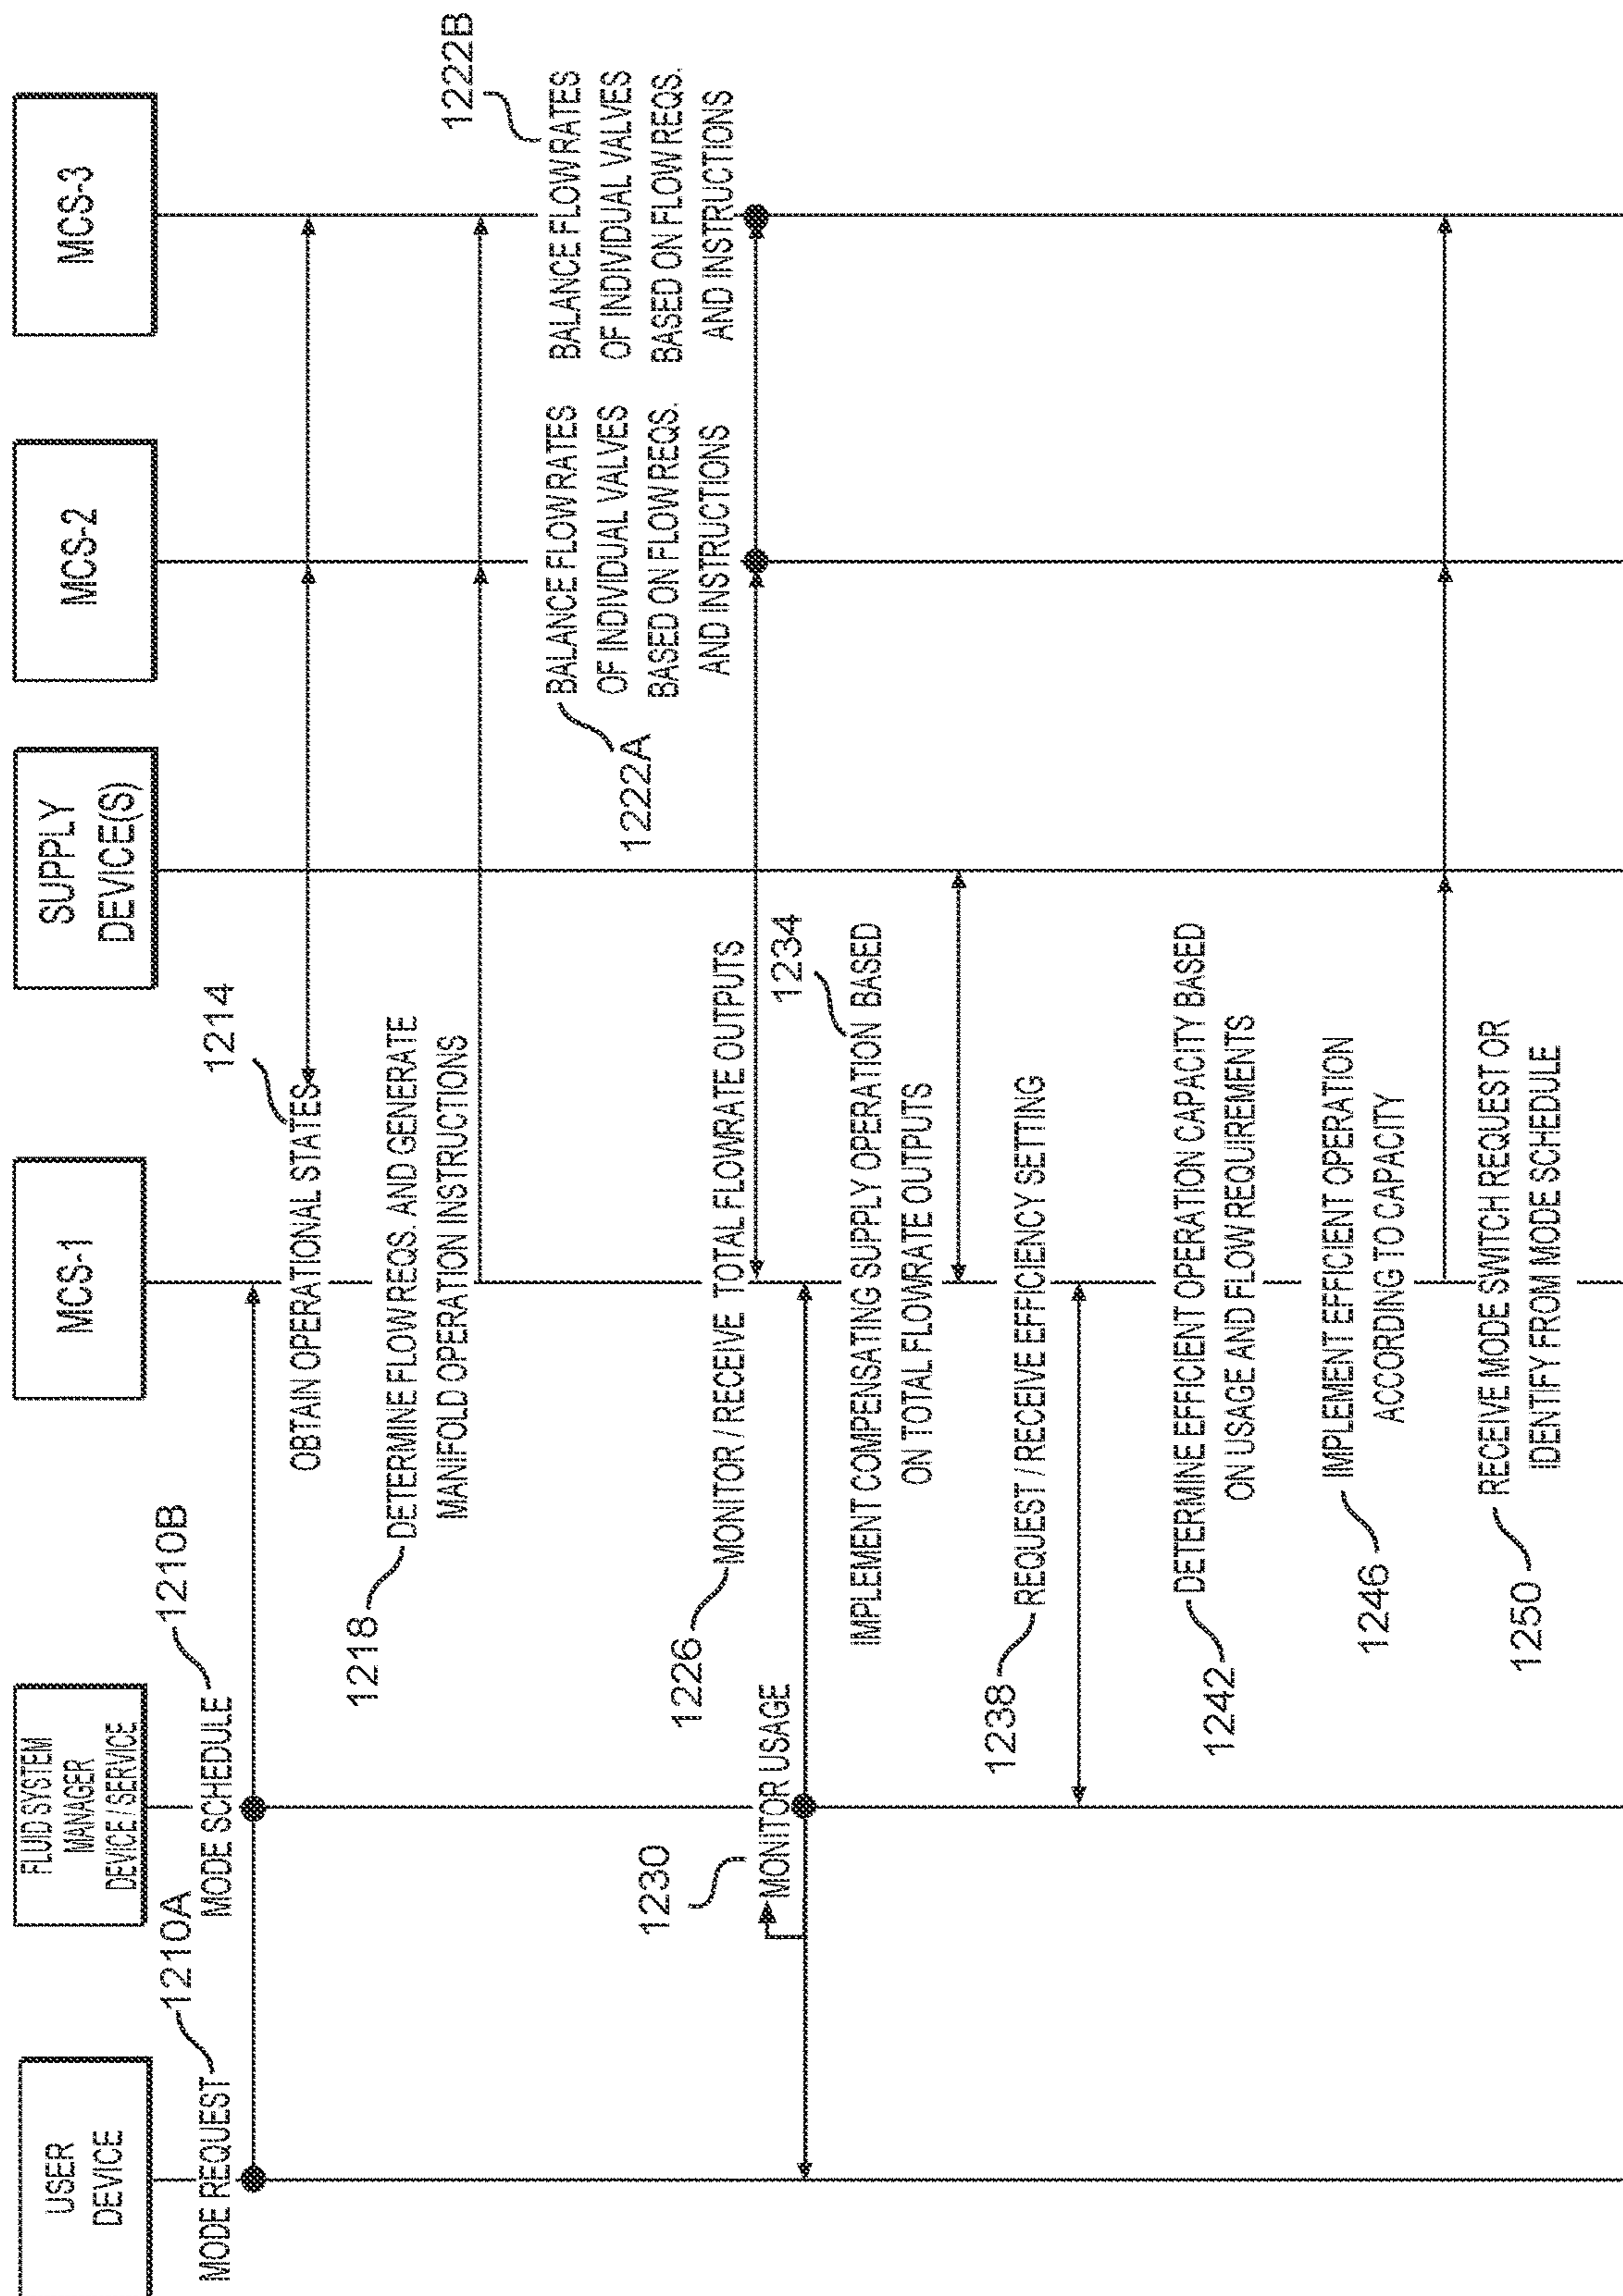 USER
DEVICE
FLUID SYSTEM
MANAGER
DEVICE / SERVICE
MCS-1
SUPPLY
DEVICE(S)
MCS-2
MCS-3
MODE REQUEST
1210A
MODE SCHEDULE
1210B
OBTAIN OPERATIONAL STATES
1214
1218
DETERMINE FLOW REQS. AND GENERATE
MANIFOLD OPERATION INSTRUCTIONS
1222A
BALANCE FLOWRATES
OF INDIVIDUAL VALVES
BASED ON FLOW REQS.
AND INSTRUCTIONS
1222B
BALANCE FLOWRATES
OF INDIVIDUAL VALVES
BASED ON FLOW REQS.
AND INSTRUCTIONS
1226
MONITOR / RECEIVE TOTAL FLOWRATE OUTPUTS
1230
MONITOR USAGE
1234
IMPLEMENT COMPENSATING SUPPLY OPERATION BASED
ON TOTAL FLOWRATE OUTPUTS
1238
REQUEST / RECEIVE EFFICIENCY SETTING
1242
DETERMINE EFFICIENT OPERATION CAPACITY BASED
ON USAGE AND FLOW REQUIREMENTS
1246
IMPLEMENT EFFICIENT OPERATION
ACCORDING TO CAPACITY
1250
RECEIVE MODE SWITCH REQUEST OR
IDENTIFY FROM MODE SCHEDULE